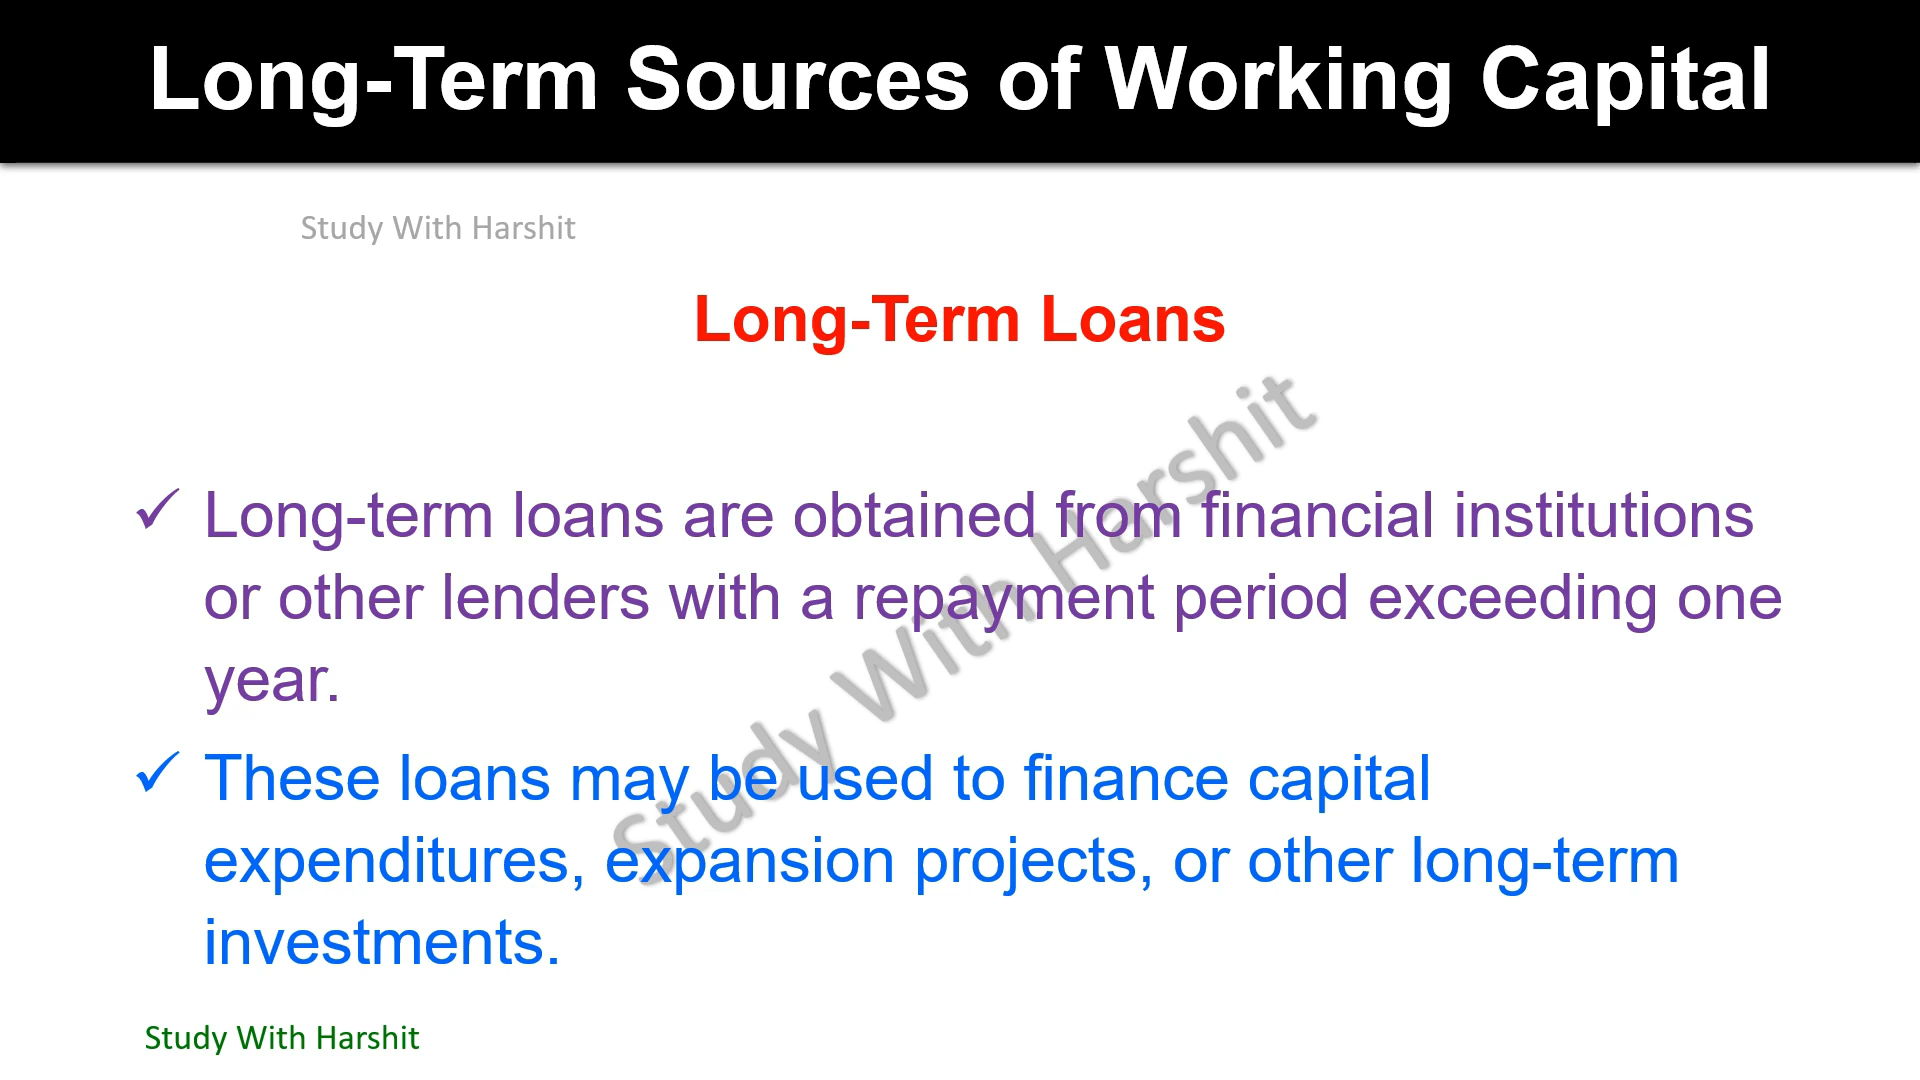 Long-Term Sources of Working Capital
Study With Harshit
Long-Term Loans
Study With Harshit
✓ Long-term loans are obtained from financial institutions
or other lenders with a repayment period exceeding one
year.
✓ These loans may be used to finance capital
expenditures, expansion projects, or other long-term
investments.
Study With Harshit